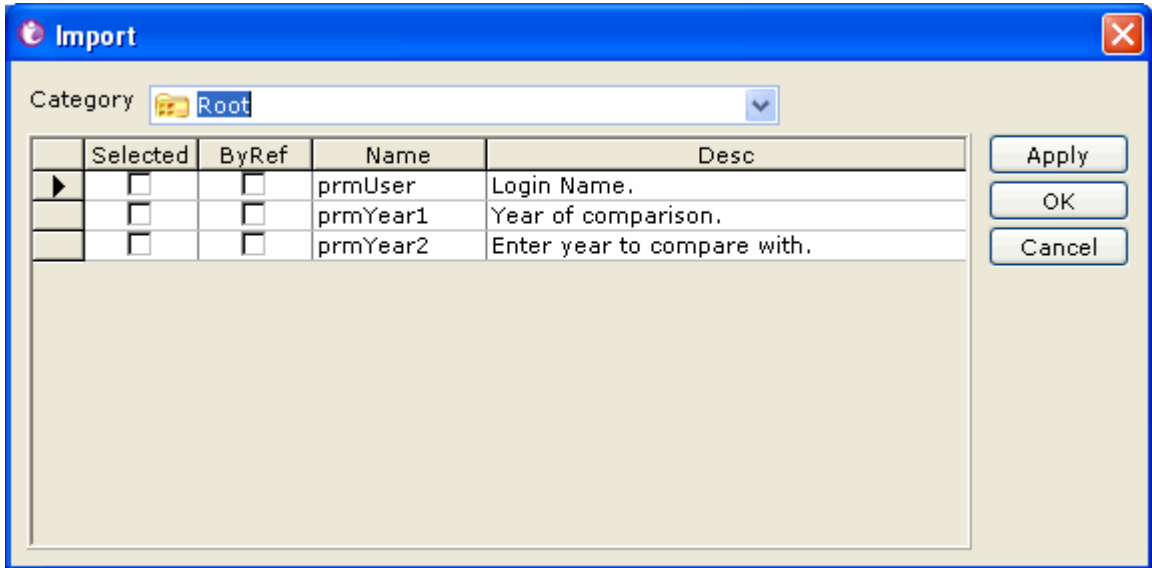 Import
Category Root
Selected ByRef Name Desc
prmUser Login Name.
prmYear1 Year of comparison.
prmYear2 Enter year to compare with.
Apply
OK
Cancel